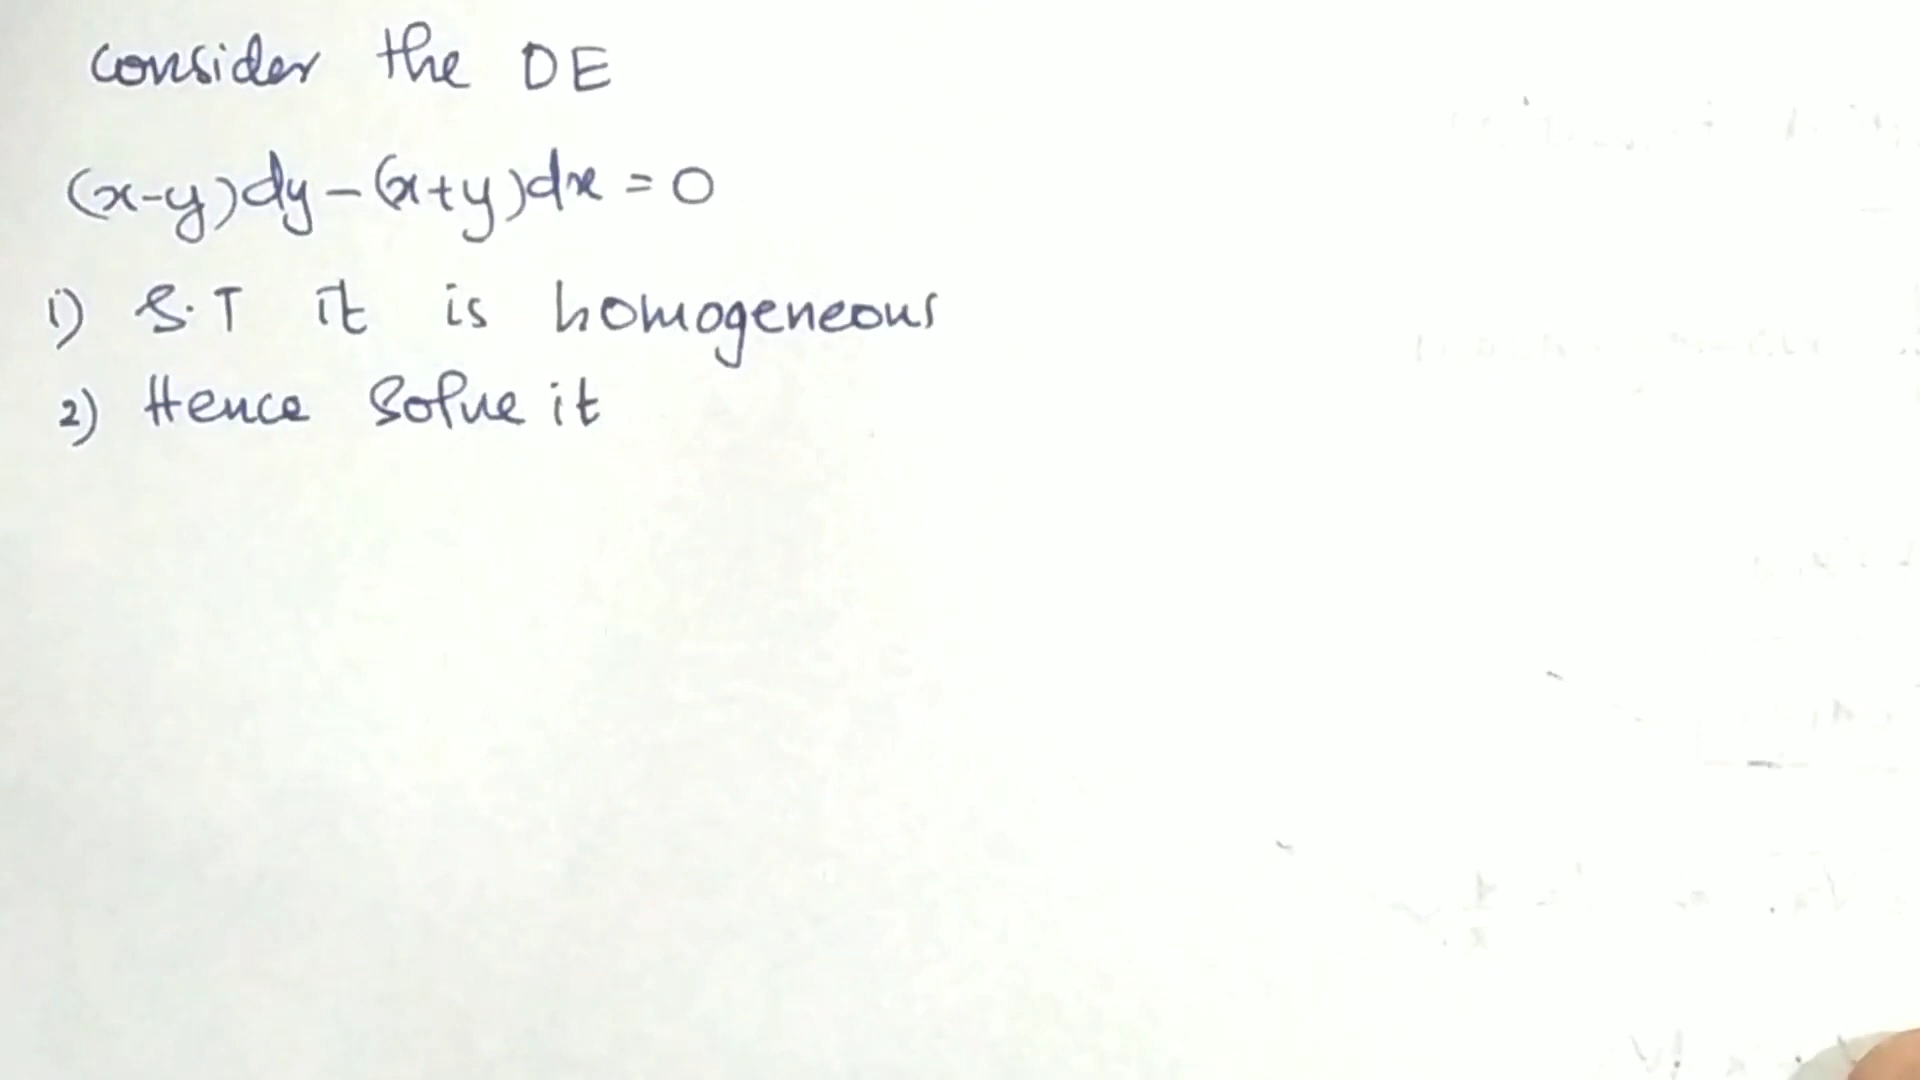 consider the DE
(x-y)dy-(x+y)dx=0
1) S.T it is homogeneous
2) Hence Solve it